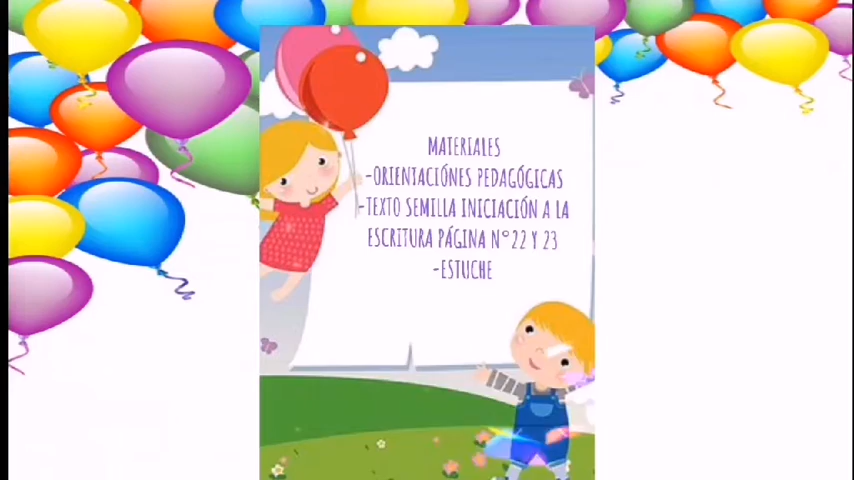 MATERIALES
-ORIENTACIÓNES PEDAGÓGICAS
-TEXTO SEMILLA INICIACIÓN A LA
ESCRITURA PÁGINA N°22 Y 23
-ESTUCHE